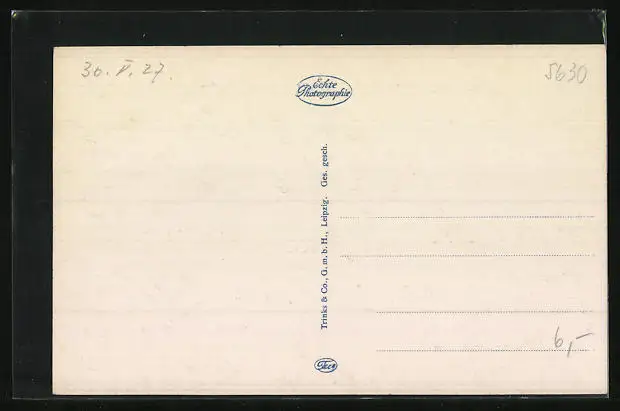 30. V. 27.
5630
Echte
Photographie
Trinks & Co., G. m. b. H., Leipzig. Ges. gesch.
6,-